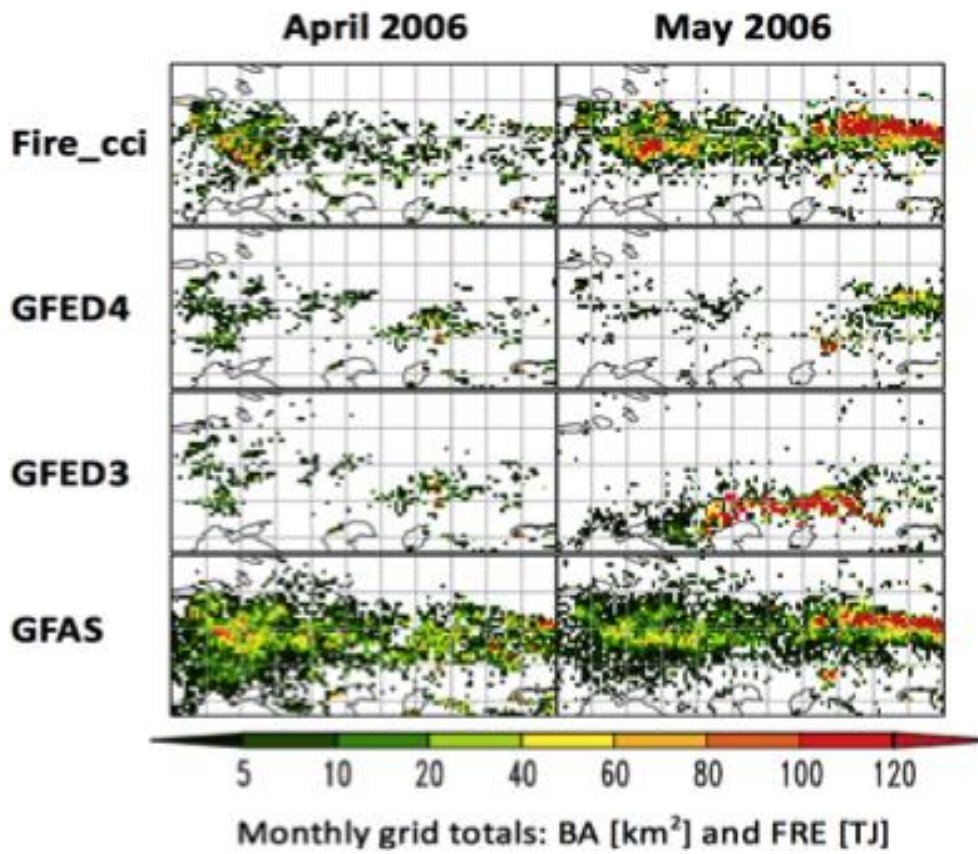 April 2006 May 2006
Fire_cci
GFED4
GFED3
GFAS
5 10 20 40 60 80 100 120
Monthly grid totals: BA [km²] and FRE [TJ]